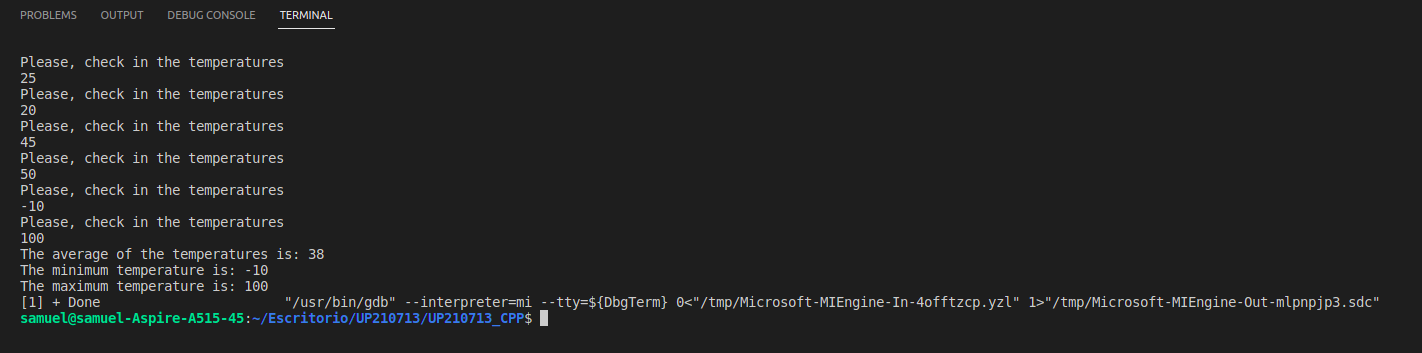 PROBLEMS OUTPUT DEBUG CONSOLE TERMINAL
Please, check in the temperatures
25
Please, check in the temperatures
20
Please, check in the temperatures
45
Please, check in the temperatures
50
Please, check in the temperatures
-10
Please, check in the temperatures
100
The average of the temperatures is: 38
The minimum temperature is: -10
The maximum temperature is: 100
[1] + Done                       "/usr/bin/gdb" --interpreter=mi --tty=${DbgTerm} 0<"/tmp/Microsoft-MIEngine-In-4offtzcp.yzl" 1>"/tmp/Microsoft-MIEngine-Out-mlpnpjp3.sdc"
samuel@samuel-Aspire-A515-45:~/Escritorio/UP210713/UP210713_CPP$